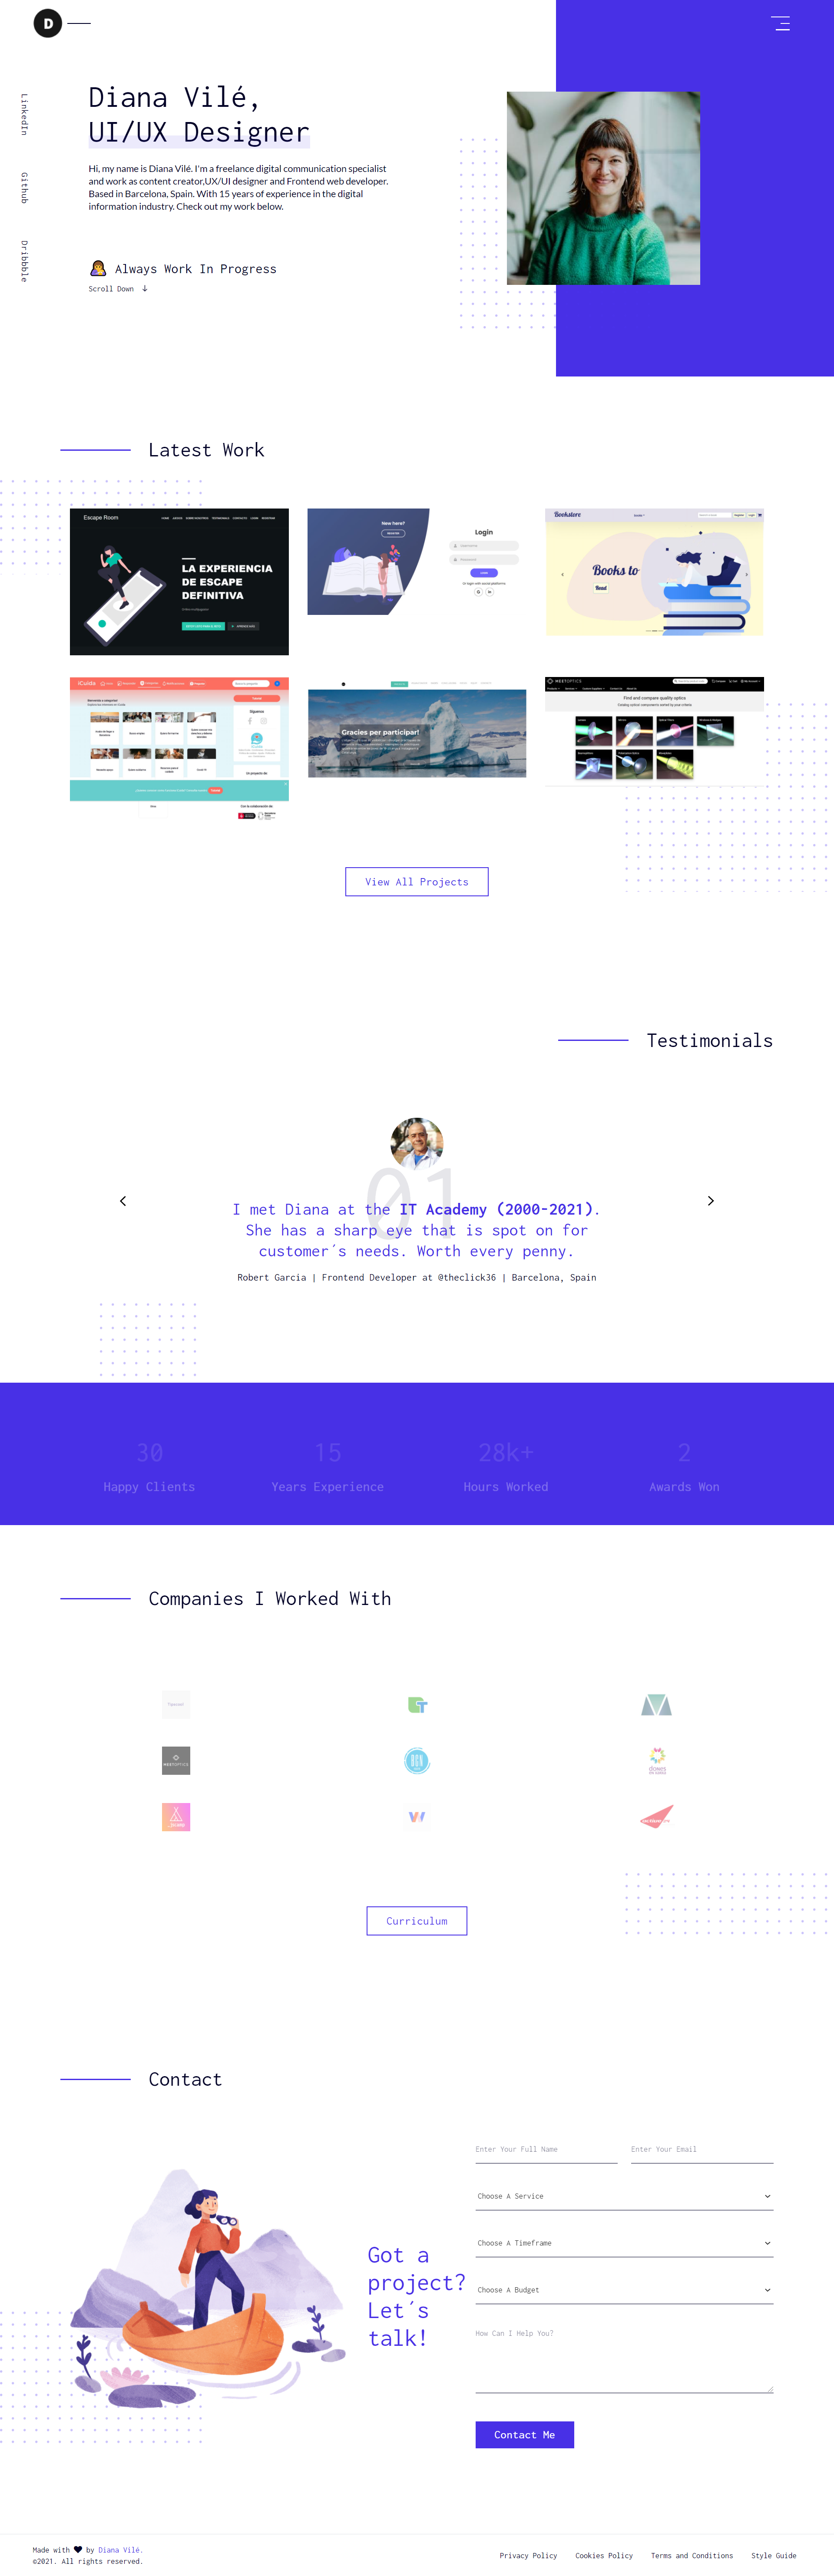 D
LinkedIn
Github
Dribbble
Diana Vilé,
UI/UX Designer
Hi, my name is Diana Vilé. I'm a freelance digital communication specialist
and work as content creator,UX/UI designer and Frontend web developer.
Based in Barcelona, Spain. With 15 years of experience in the digital
information industry. Check out my work below.
Always Work In Progress
Scroll Down
Latest Work
Escape Room
LA EXPERIENCIA
DE ESCAPE
DEFINITIVA
New here?
Login
Bookstore
Books to
Read
iCuida
Síguenos
Gracies per participar!
MEETOPTICS
Find and compare quality optics
View All Projects
Testimonials
01
I met Diana at the IT Academy (2000-2021).
She has a sharp eye that is spot on for
customer´s needs. Worth every penny.
Robert Garcia | Frontend Developer at @theclick36 | Barcelona, Spain
30
Happy Clients
15
Years Experience
28k+
Hours Worked
2
Awards Won
Companies I Worked With
MEETOPTICS
BCN
Curriculum
Contact
Got a
project?
Let´s
talk!
Enter Your Full Name
Enter Your Email
Choose A Service
Choose A Timeframe
Choose A Budget
How Can I Help You?
Contact Me
Made with by Diana Vilé.
©2021. All rights reserved.
Privacy Policy
Cookies Policy
Terms and Conditions
Style Guide